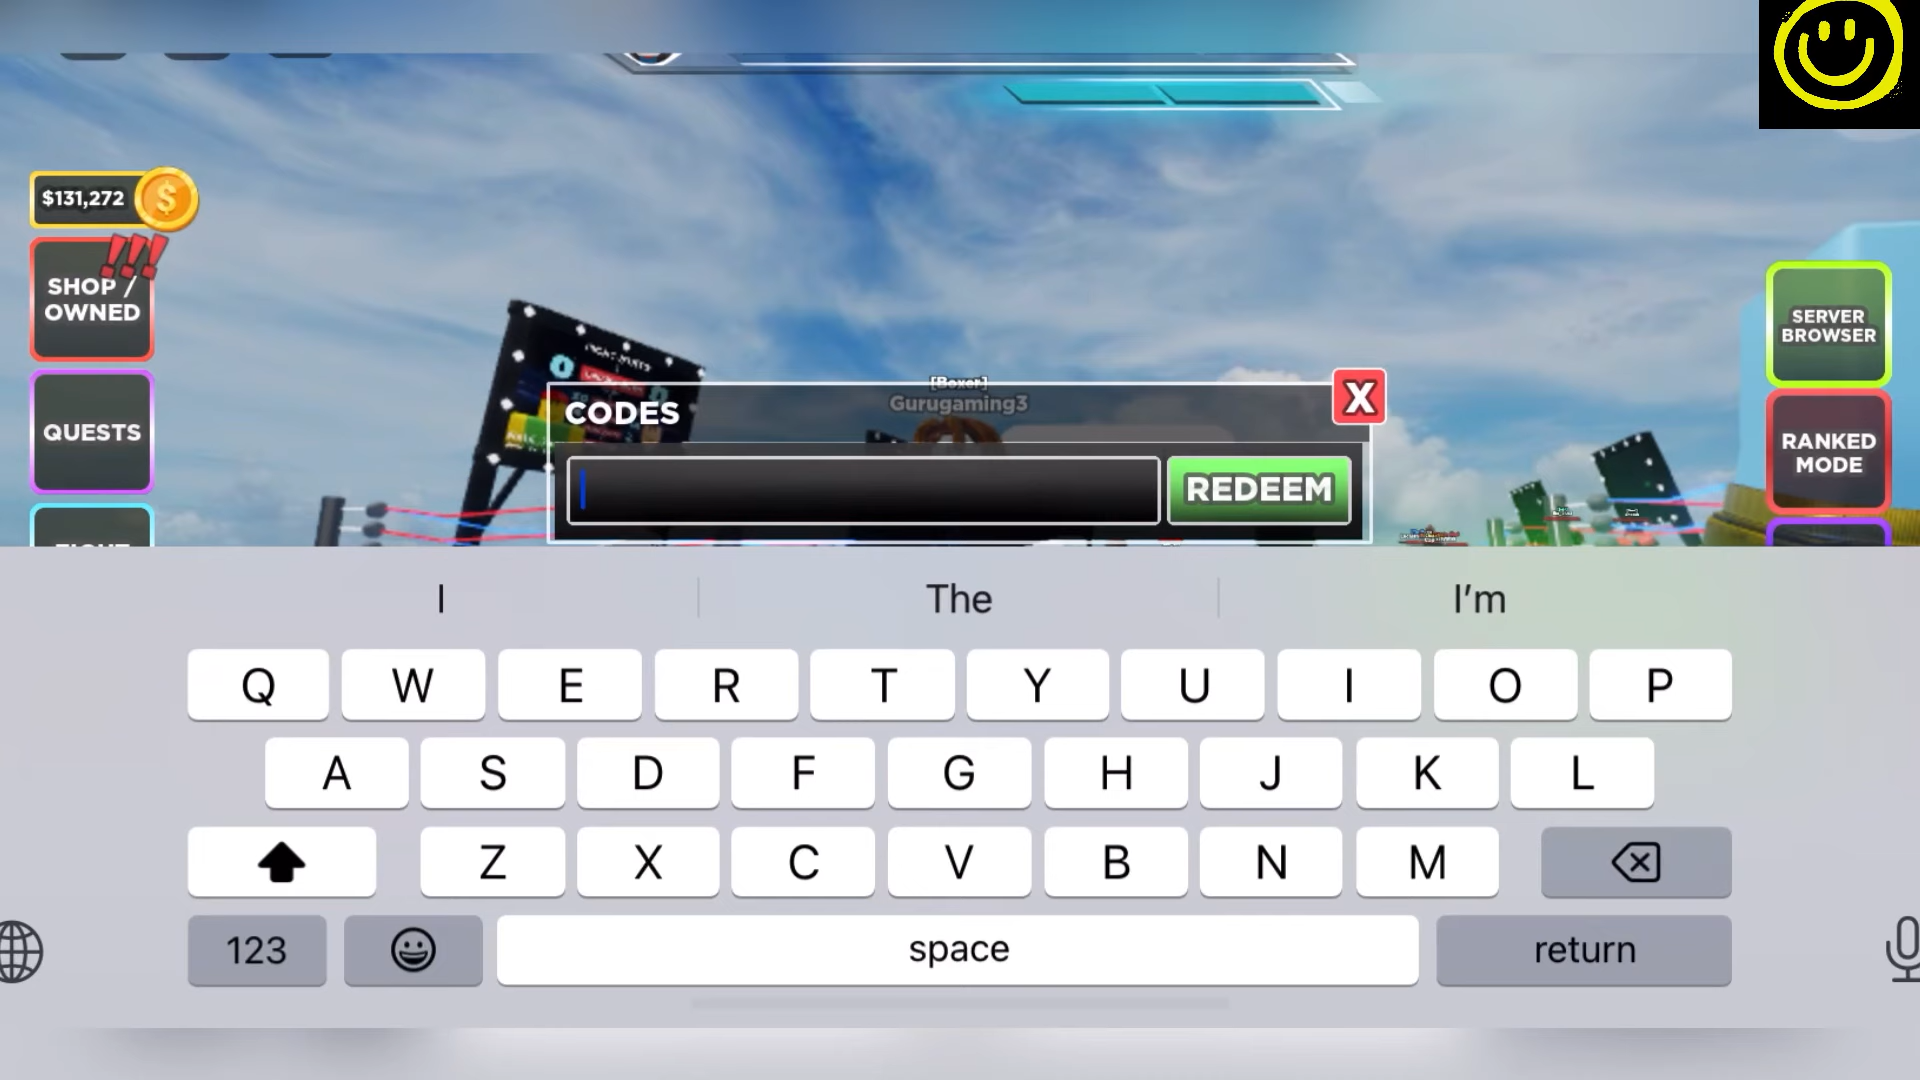 $131,272
SHOP /
OWNED
QUESTS
[Boxer]
Gurugaming3
CODES
X
REDEEM
SERVER
BROWSER
RANKED
MODE
I
The
I’m
Q W E R T Y U I O P
A S D F G H J K L
Z X C V B N M
123
space
return